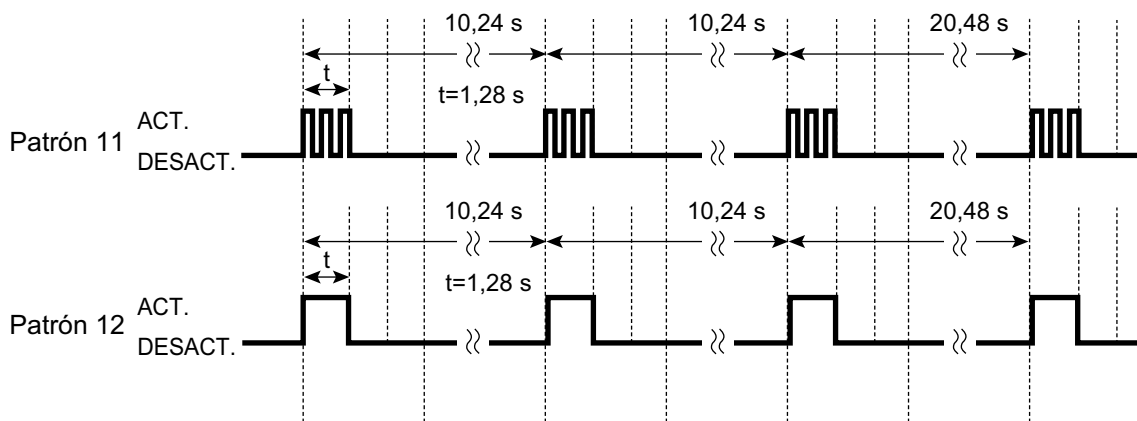 10,24 s 10,24 s 20,48 s
t
t=1,28 s
Patrón 11
ACT.
DESACT.
10,24 s 10,24 s 20,48 s
t
t=1,28 s
Patrón 12
ACT.
DESACT.